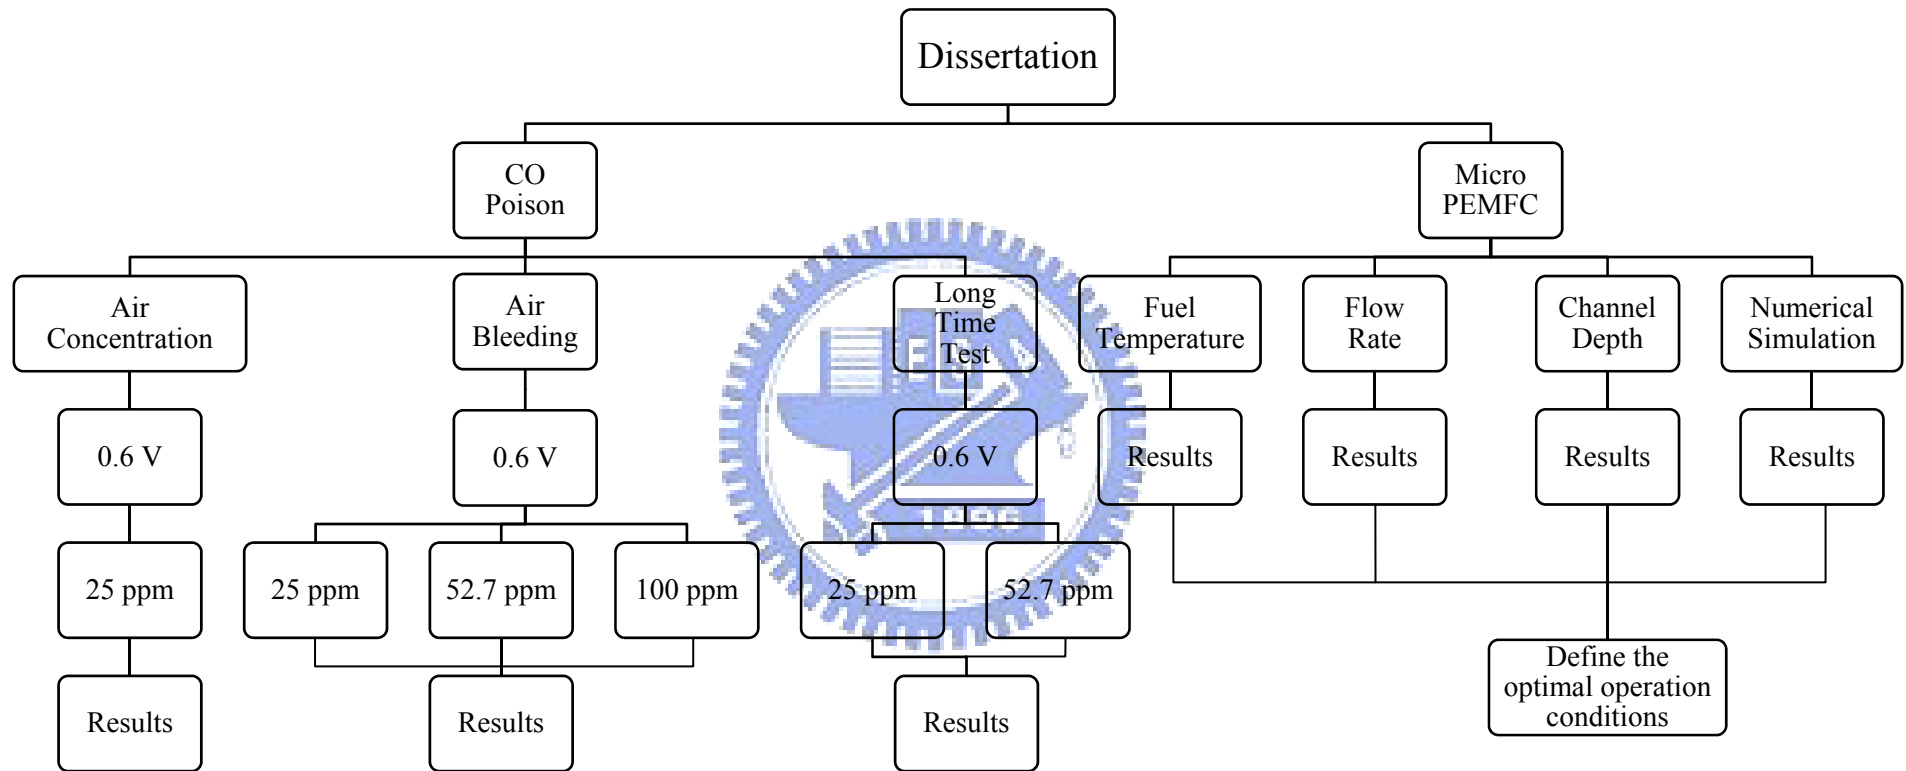 Dissertation
CO
Poison
Micro
PEMFC
Air
Concentration
Air
Bleeding
Long
Time
Test
Fuel
Temperature
Flow
Rate
Channel
Depth
Numerical
Simulation
0.6 V
0.6 V
0.6 V
Results
Results
Results
Results
25 ppm
25 ppm
52.7 ppm
100 ppm
25 ppm
52.7 ppm
Results
Results
Results
Define the
optimal operation
conditions
1896